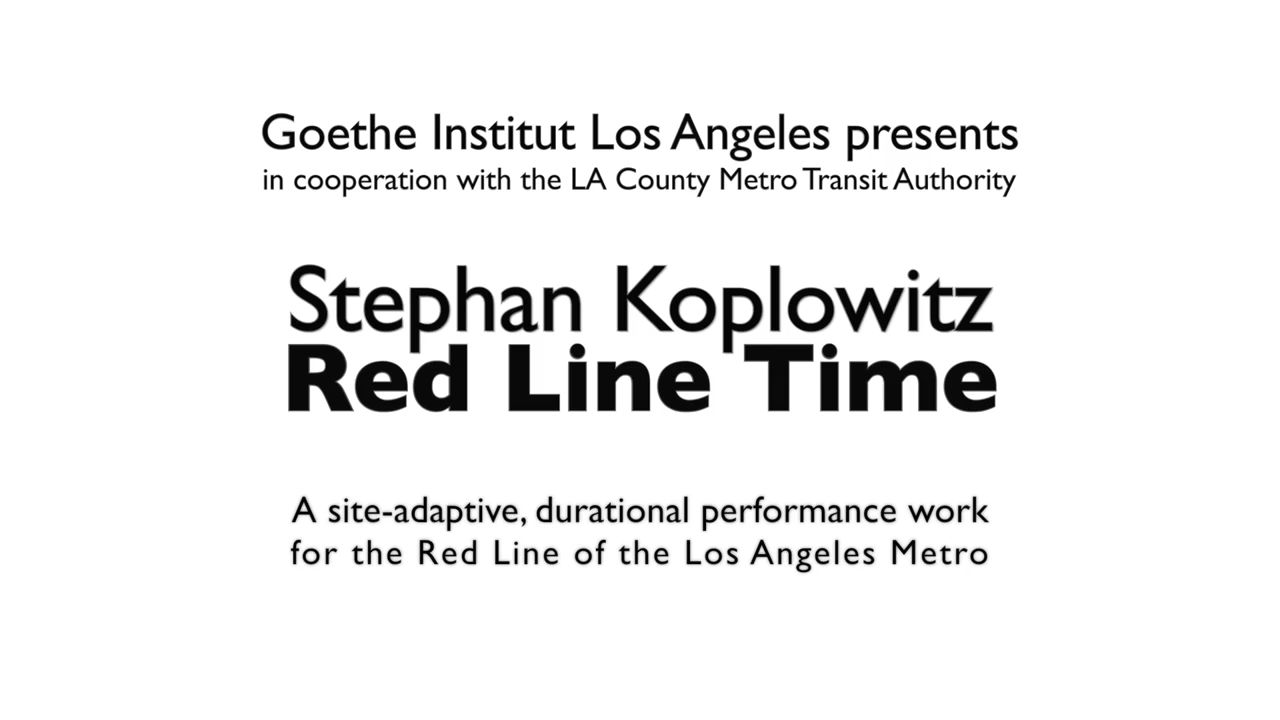 Goethe Institut Los Angeles presents
in cooperation with the LA County Metro Transit Authority
Stephan Koplowitz
Red Line Time
A site-adaptive, durational performance work
for the Red Line of the Los Angeles Metro